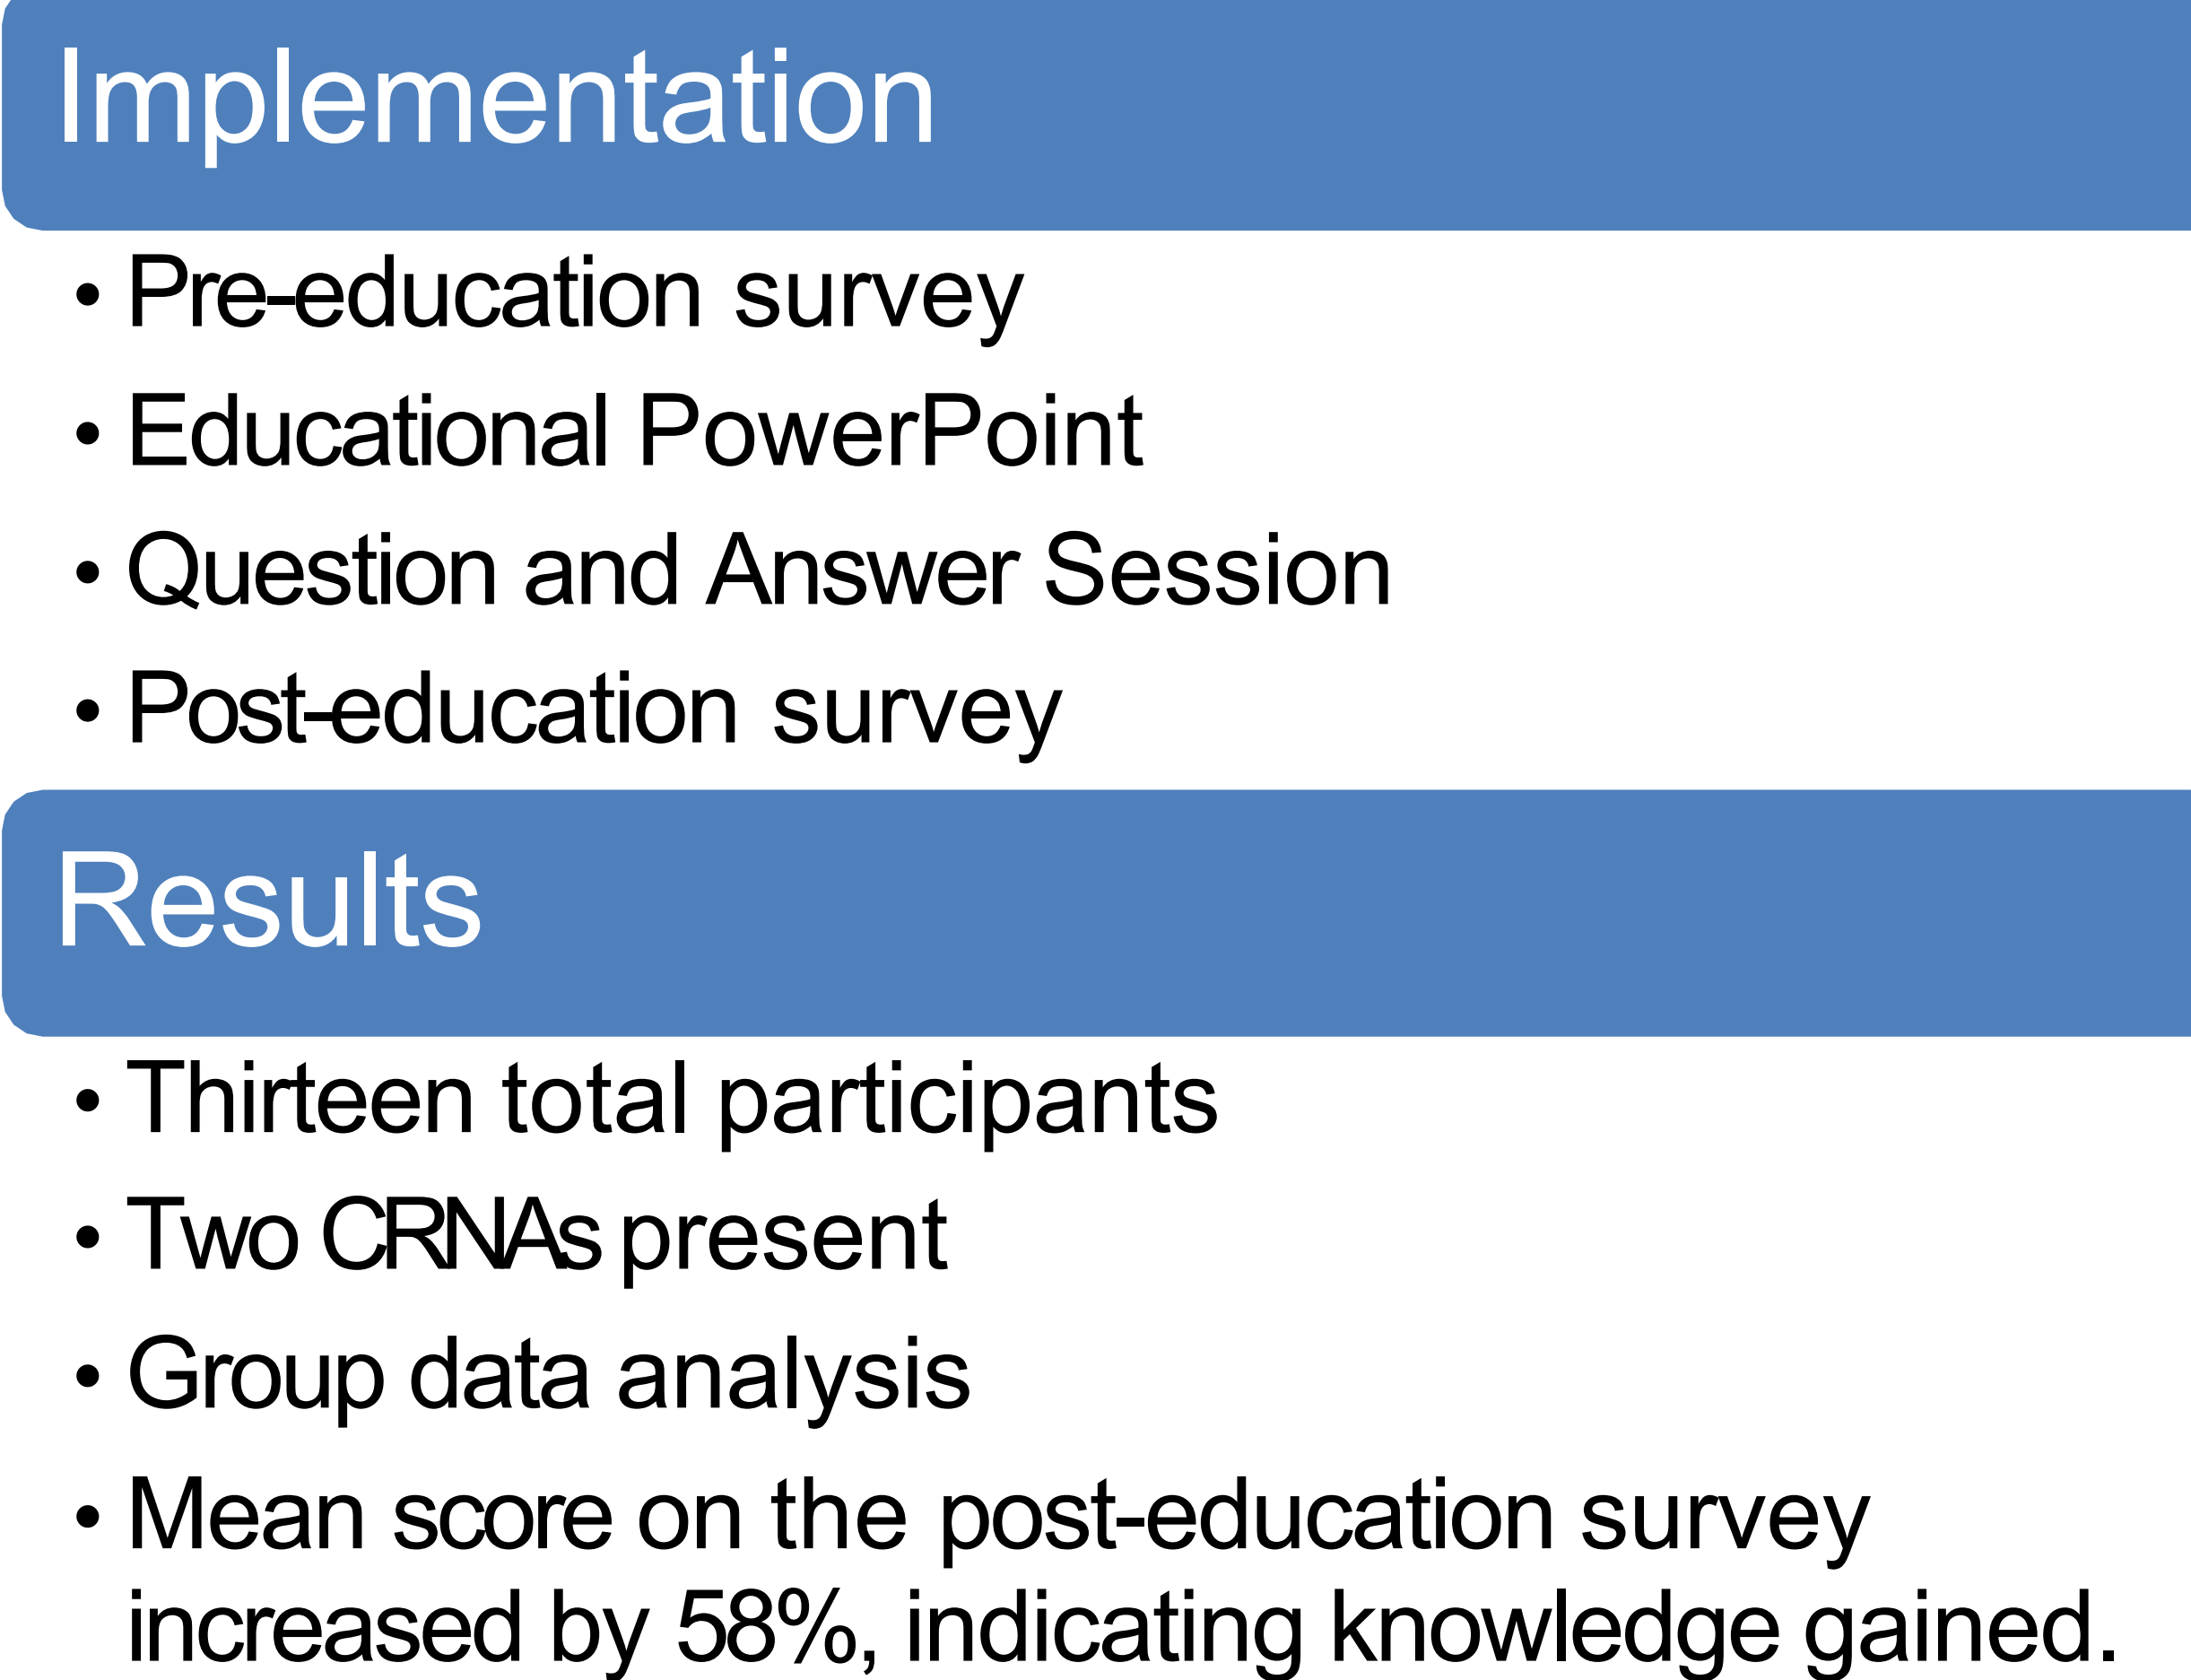 Implementation
• Pre-education survey
• Educational PowerPoint
• Question and Answer Session
• Post-education survey
Results
• Thirteen total participants
• Two CRNAs present
• Group data analysis
• Mean score on the post-education survey
increased by 58%, indicating knowledge gained.